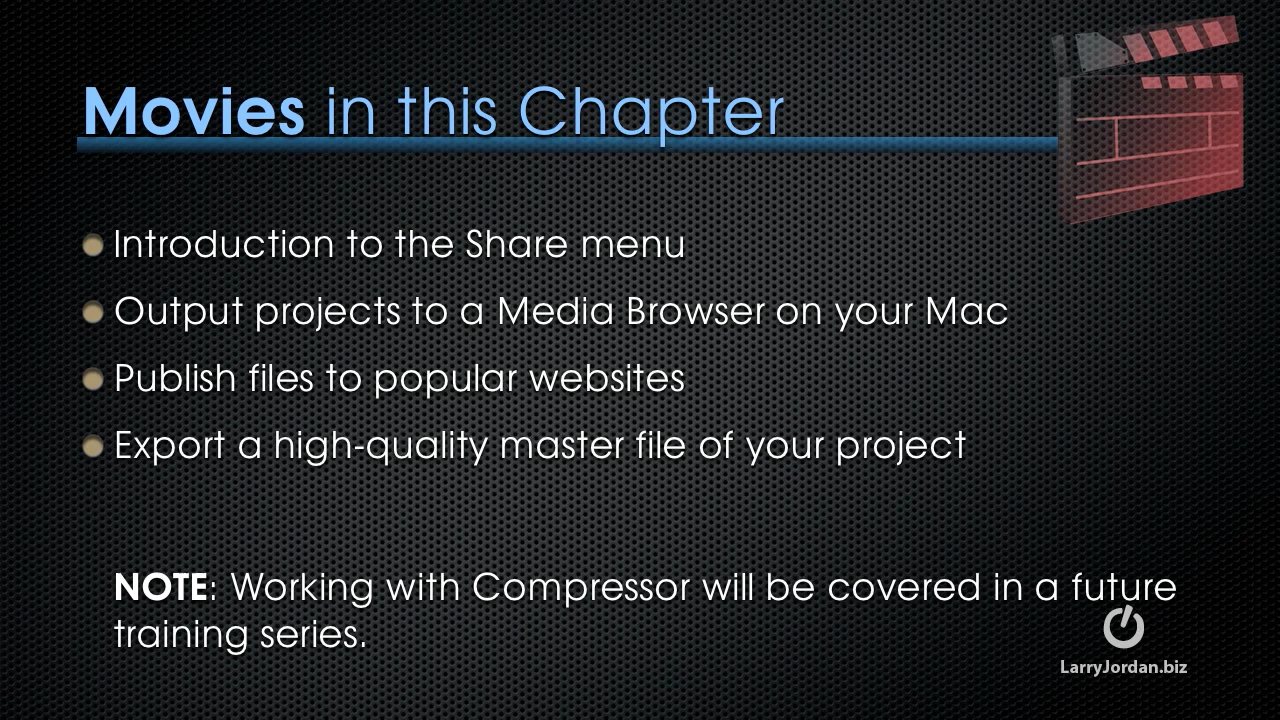 Movies in this Chapter
Introduction to the Share menu
Output projects to a Media Browser on your Mac
Publish files to popular websites
Export a high-quality master file of your project
NOTE: Working with Compressor will be covered in a future
training series.
LarryJordan.biz